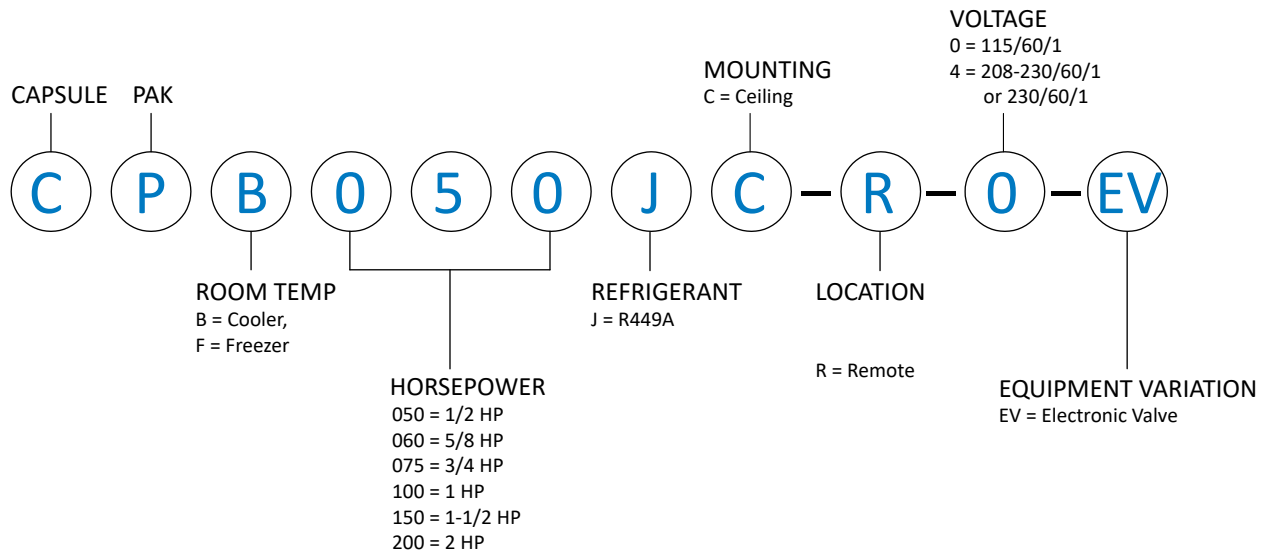 VOLTAGE
0 = 115/60/1
4 = 208-230/60/1
or 230/60/1
MOUNTING
C = Ceiling
CAPSULE PAK
C P B 0 5 0 J C - R - 0 - EV
ROOM TEMP
B = Cooler,
F = Freezer
REFRIGERANT
J = R449A
LOCATION
R = Remote
HORSEPOWER
050 = 1/2 HP
060 = 5/8 HP
075 = 3/4 HP
100 = 1 HP
150 = 1-1/2 HP
200 = 2 HP
EQUIPMENT VARIATION
EV = Electronic Valve